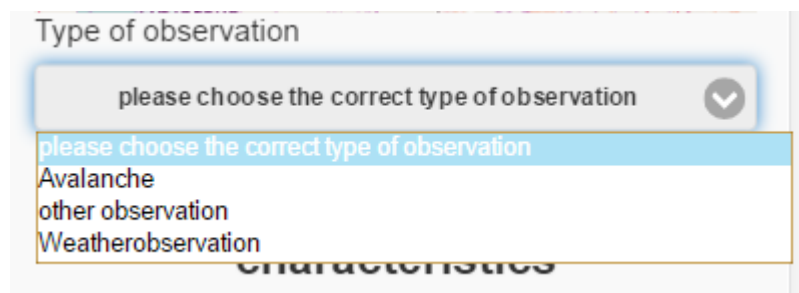 Type of observation
please choose the correct type of observation
please choose the correct type of observation
Avalanche
other observation
Weatherobservation
characteristics